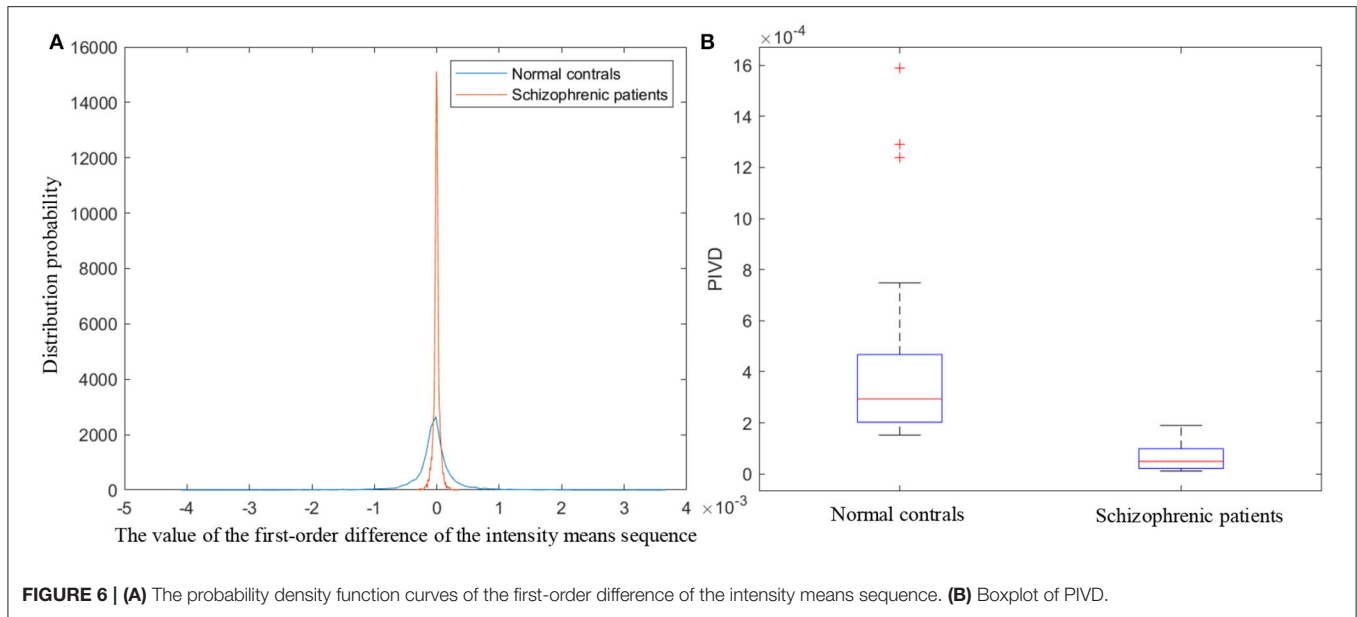 A
16000
14000
12000
10000
8000
6000
4000
2000
0
Distribution probability
Normal contrals
Schizophrenic patients
-5 -4 -3 -2 -1 0 1 2 3 4
×10⁻³
The value of the first-order difference of the intensity means sequence
B
×10⁻⁴
16
14
12
10
8
6
4
2
0
PIVD
Normal contrals Schizophrenic patients
FIGURE 6 | (A) The probability density function curves of the first-order difference of the intensity means sequence. (B) Boxplot of PIVD.